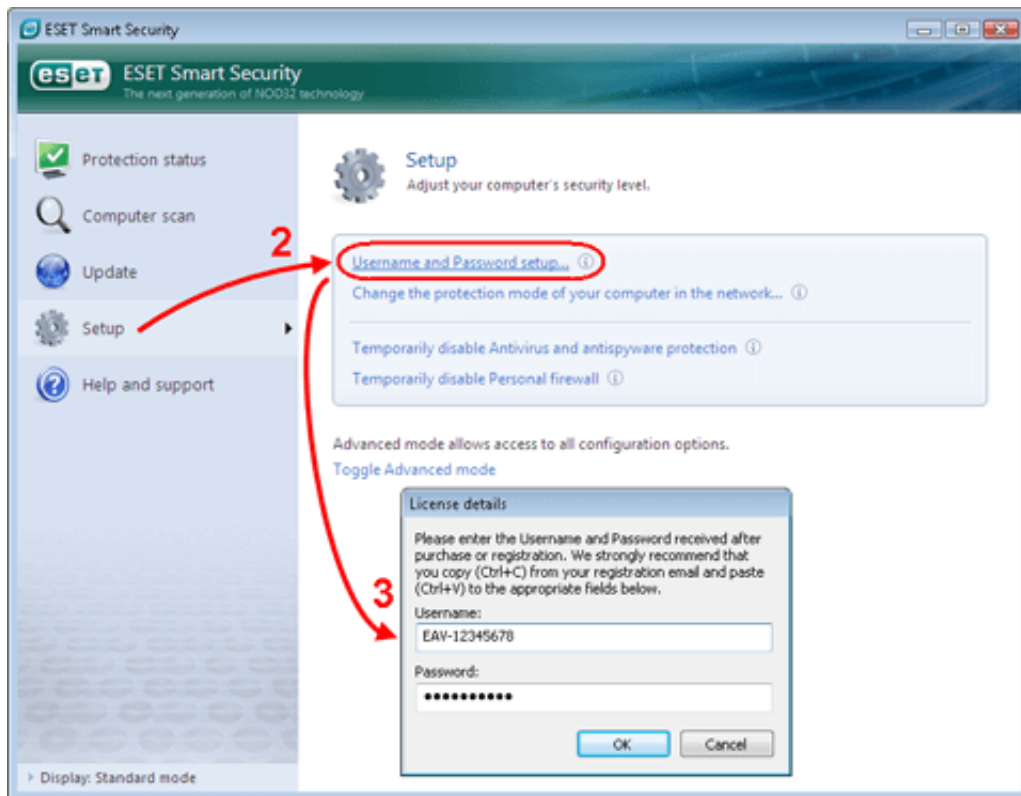 ESET Smart Security
eset
ESET Smart Security
The next generation of NOD32 technology
Protection status
Computer scan
Update
Setup
Help and support
Display: Standard mode
Setup
Adjust your computer's security level.
2
Username and Password setup...
Change the protection mode of your computer in the network...
Temporarily disable Antivirus and antispyware protection
Temporarily disable Personal firewall
Advanced mode allows access to all configuration options.
Toggle Advanced mode
3
License details
Please enter the Username and Password received after
purchase or registration. We strongly recommend that
you copy (Ctrl+C) from your registration email and paste
(Ctrl+V) to the appropriate fields below.
Username:
EAV-12345678
Password:
••••••••••
OK
Cancel